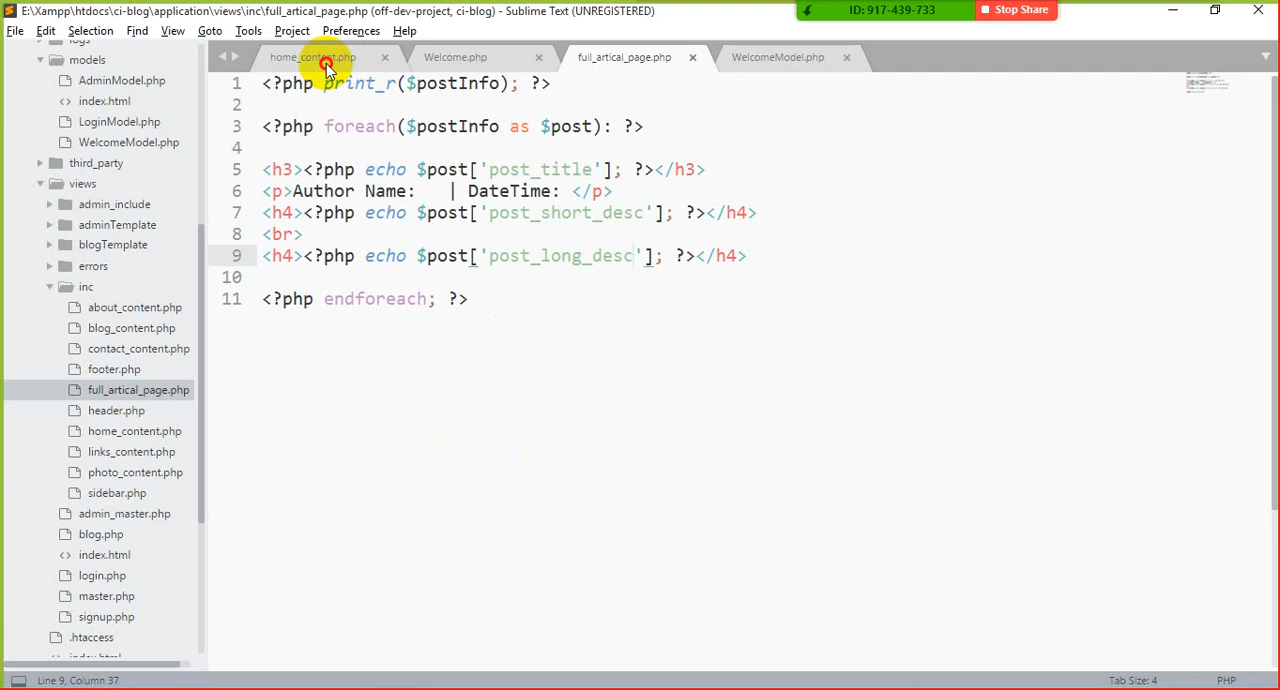 E:\Xampp\htdocs\ci-blog\application\views\inc\full_artical_page.php (off-dev-project, ci-blog) - Sublime Text (UNREGISTERED)
ID: 917-439-733
Stop Share
File Edit Selection Find View Goto Tools Project Preferences Help
home_content.php
Welcome.php
full_artical_page.php
WelcomeModel.php
models
AdminModel.php
index.html
LoginModel.php
WelcomeModel.php
third_party
views
admin_include
adminTemplate
blogTemplate
errors
inc
about_content.php
blog_content.php
contact_content.php
footer.php
full_artical_page.php
header.php
home_content.php
links_content.php
photo_content.php
sidebar.php
admin_master.php
blog.php
index.html
login.php
master.php
signup.php
.htaccess
1 <?php print_r($postInfo); ?>
2
3 <?php foreach($postInfo as $post): ?>
4
5 <h3><?php echo $post['post_title']; ?></h3>
6 <p>Author Name:   | DateTime: </p>
7 <h4><?php echo $post['post_short_desc']; ?></h4>
8 <br>
9 <h4><?php echo $post['post_long_desc']; ?></h4>
10
11 <?php endforeach; ?>
Line 9, Column 37
Tab Size: 4
PHP